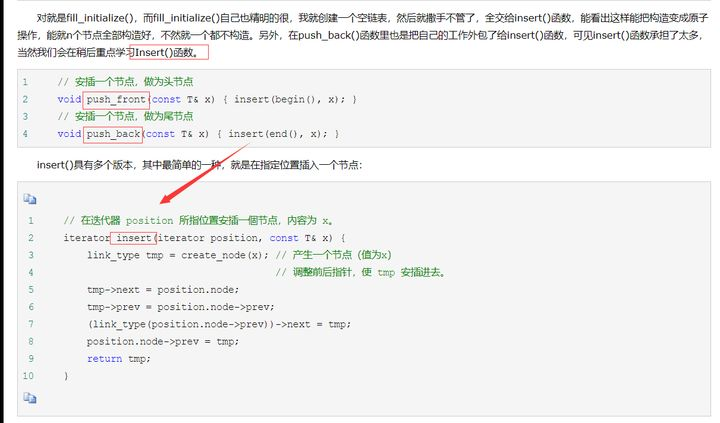 对就是fill_initialize()，而fill_initialize()自己也精明的很，我就创建一个空链表，然后就撒手不管了，全交给insert()函数，能看出这样能把构造变成原子
操作，能就n个节点全部构造好，不然就一个都不构造。另外，在push_back()函数里也是把自己的工作外包了给insert()函数，可见insert()函数承担了太多，
当然我们会在稍后重点学习Insert()函数。
1 // 安插一个节点，做为头节点
2 void push_front(const T& x) { insert(begin(), x); }
3 // 安插一个节点，做为尾节点
4 void push_back(const T& x) { insert(end(), x); }
insert()具有多个版本，其中最简单的一种，就是在指定位置插入一个节点：
1 // 在迭代器 position 所指位置安插一個节点，内容为 x。
2 iterator insert(iterator position, const T& x) {
3 link_type tmp = create_node(x); // 产生一个节点（值为x）
4 // 调整前后指针，使 tmp 安插进去。
5 tmp->next = position.node;
6 tmp->prev = position.node->prev;
7 (link_type(position.node->prev))->next = tmp;
8 position.node->prev = tmp;
9 return tmp;
10 }